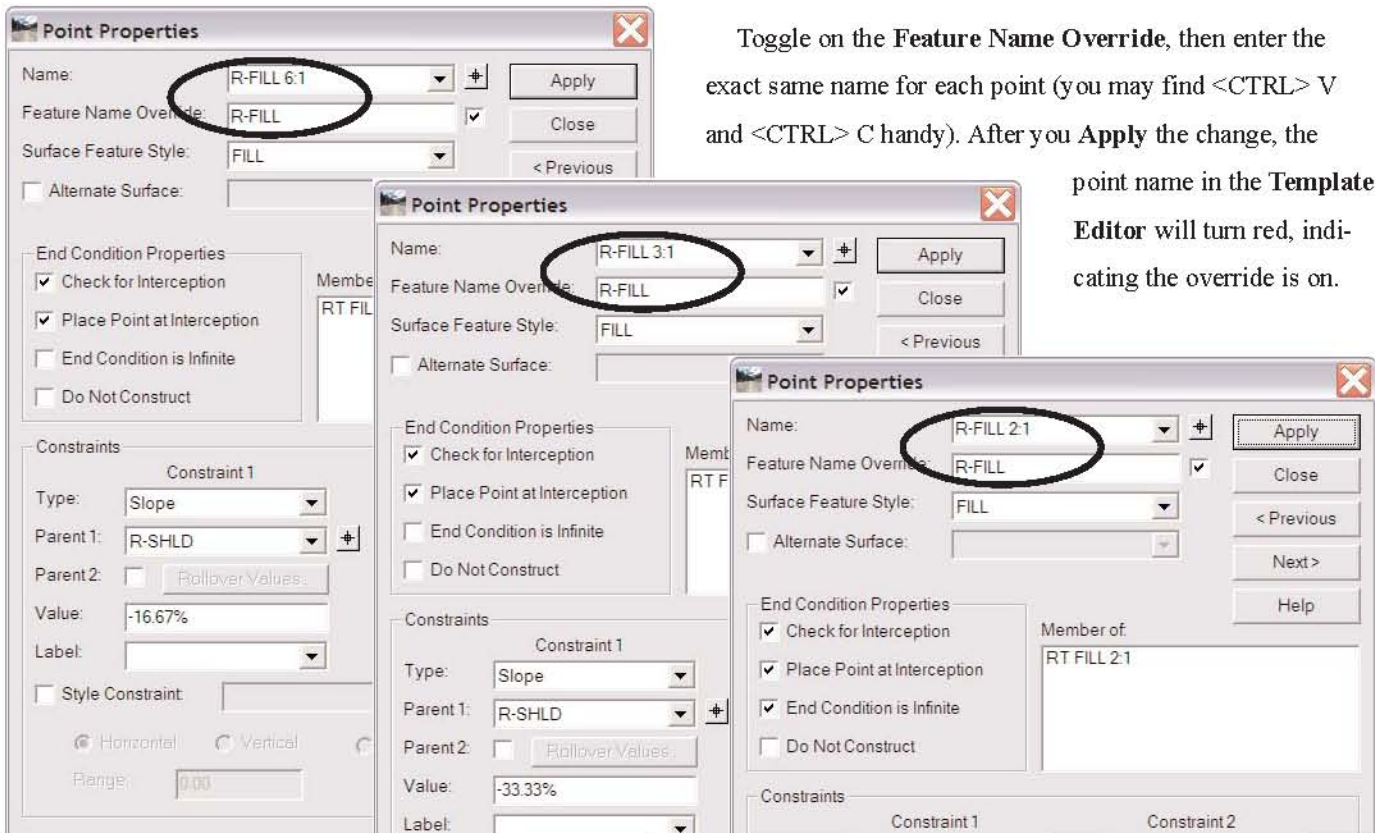 Toggle on the Feature Name Override, then enter the
exact same name for each point (you may find <CTRL> V
and <CTRL> C handy). After you Apply the change, the
point name in the Template
Editor will turn red, indi-
cating the override is on.
Point Properties
Name: R-FILL 6:1
Apply
Feature Name Override: R-FILL
Close
Surface Feature Style: FILL
< Previous
Alternate Surface:
End Condition Properties
Check for Interception
Place Point at Interception
End Condition is Infinite
Do Not Construct
Membe
RT FIL
Constraints
Constraint 1
Type: Slope
Parent 1: R-SHLD
Parent 2: Rollover Values...
Value: -16.67%
Label:
Style Constraint:
Horizontal Vertical
Range: 0.00
Point Properties
Name: R-FILL 3:1
Apply
Feature Name Override: R-FILL
Close
Surface Feature Style: FILL
< Previous
Alternate Surface:
End Condition Properties
Check for Interception
Place Point at Interception
End Condition is Infinite
Do Not Construct
Memb
RT F
Constraints
Constraint 1
Type: Slope
Parent 1: R-SHLD
Parent 2: Rollover Values...
Value: -33.33%
Label:
Point Properties
Name: R-FILL 2:1
Apply
Feature Name Override: R-FILL
Close
Surface Feature Style: FILL
< Previous
Alternate Surface:
Next >
Help
End Condition Properties
Check for Interception
Place Point at Interception
End Condition is Infinite
Do Not Construct
Member of:
RT FILL 2:1
Constraints
Constraint 1 Constraint 2